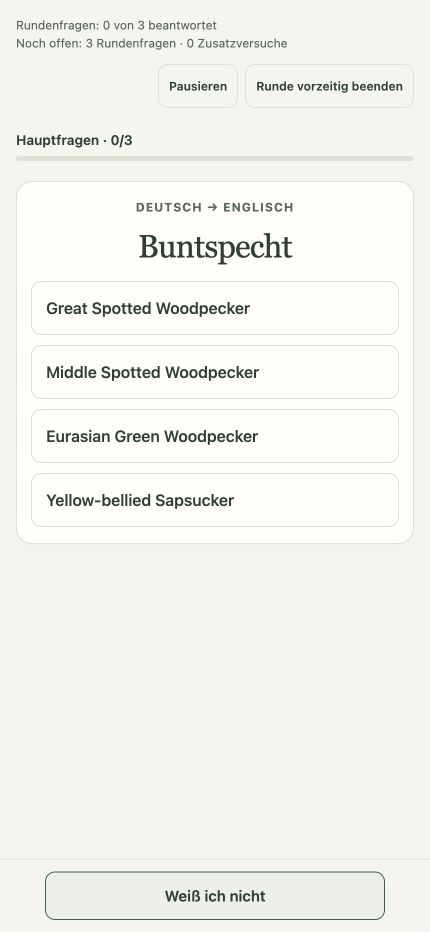 Rundenfragen: 0 von 3 beantwortet
Noch offen: 3 Rundenfragen · 0 Zusatzversuche
Pausieren
Runde vorzeitig beenden
Hauptfragen · 0/3
DEUTSCH → ENGLISCH
Buntspecht
Great Spotted Woodpecker
Middle Spotted Woodpecker
Eurasian Green Woodpecker
Yellow-bellied Sapsucker
Weiß ich nicht